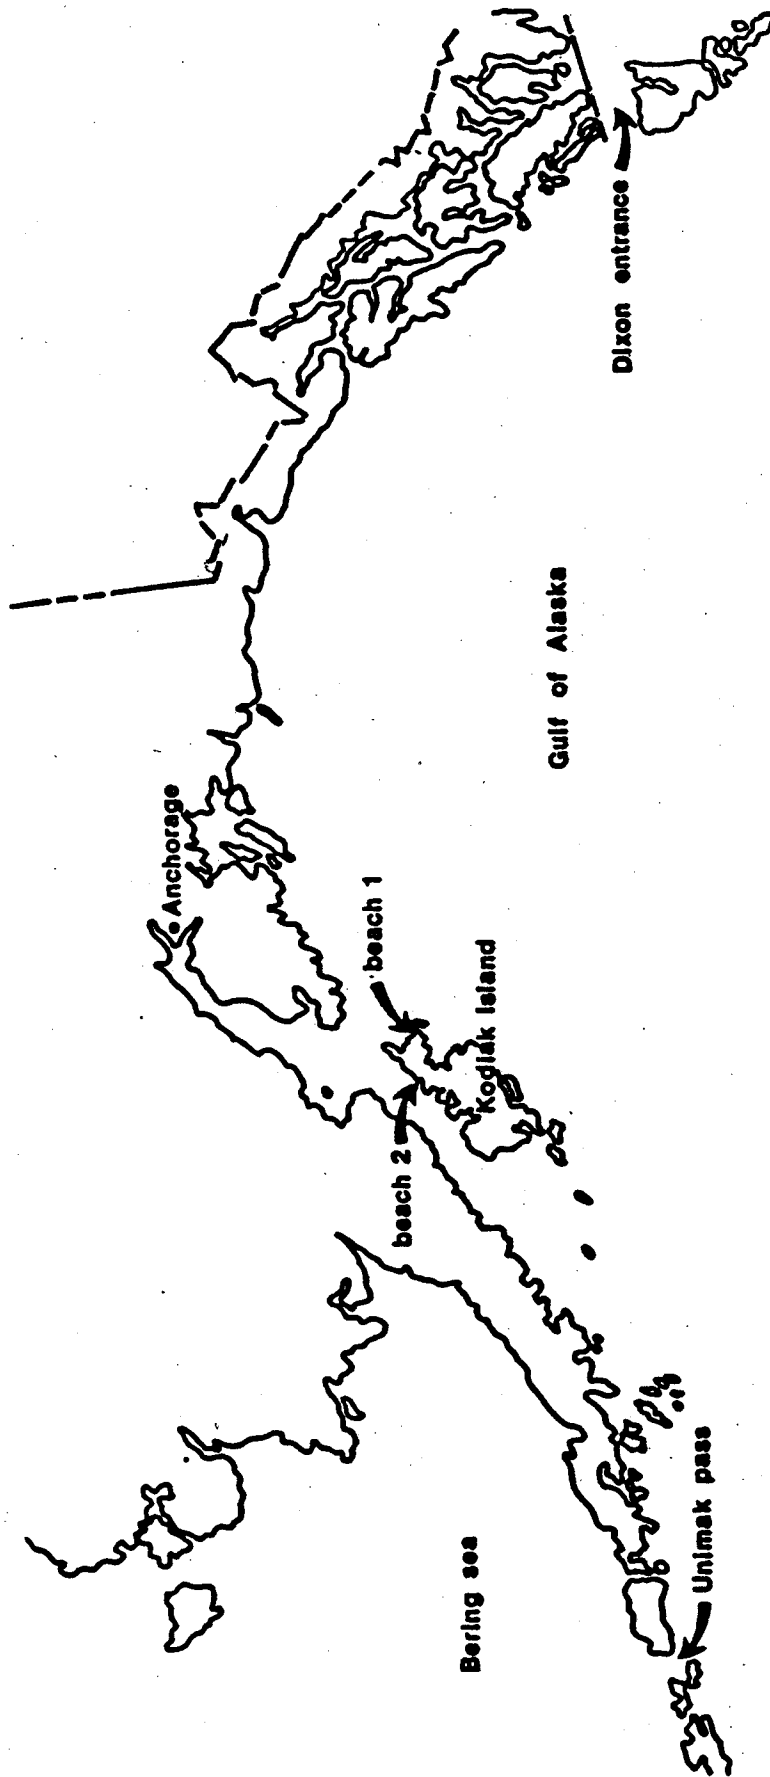 Anchorage
beach 1
beach 2
Kodiak Island
Gulf of Alaska
Dixon entrance
Bering sea
Unimak pass